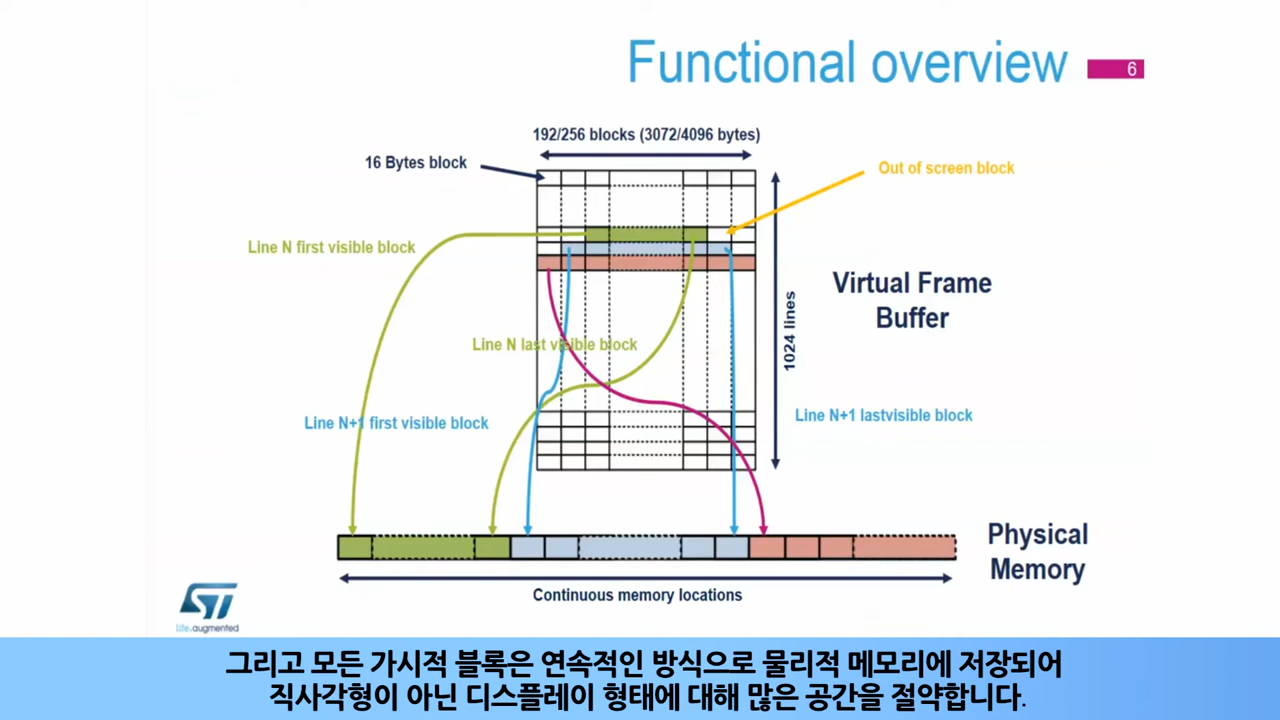 Functional overview
6
192/256 blocks (3072/4096 bytes)
16 Bytes block
Out of screen block
Line N first visible block
Virtual Frame
Buffer
1024 lines
Line N last visible block
Line N+1 first visible block
Line N+1 lastvisible block
Physical
Memory
Continuous memory locations
ST
life.augmented
그리고 모든 가시적 블록은 연속적인 방식으로 물리적 메모리에 저장되어
직사각형이 아닌 디스플레이 형태에 대해 많은 공간을 절약합니다.